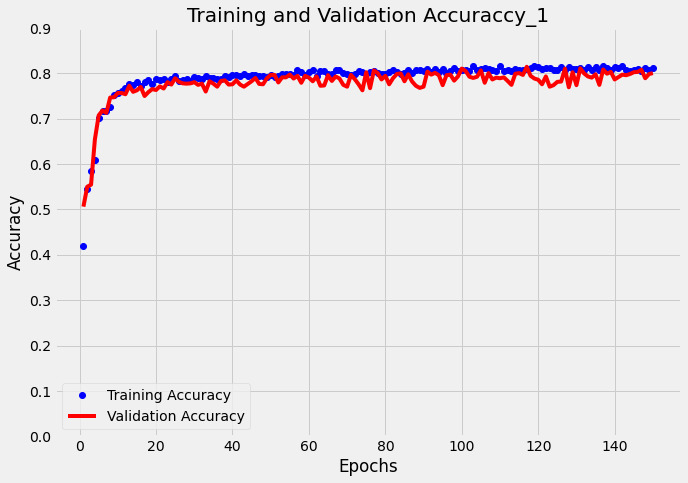 Training and Validation Accuraccy_1
0.9
0.8
0.7
0.6
0.5
0.4
0.3
0.2
0.1
0.0
Accuracy
Training Accuracy
Validation Accuracy
0 20 40 60 80 100 120 140
Epochs